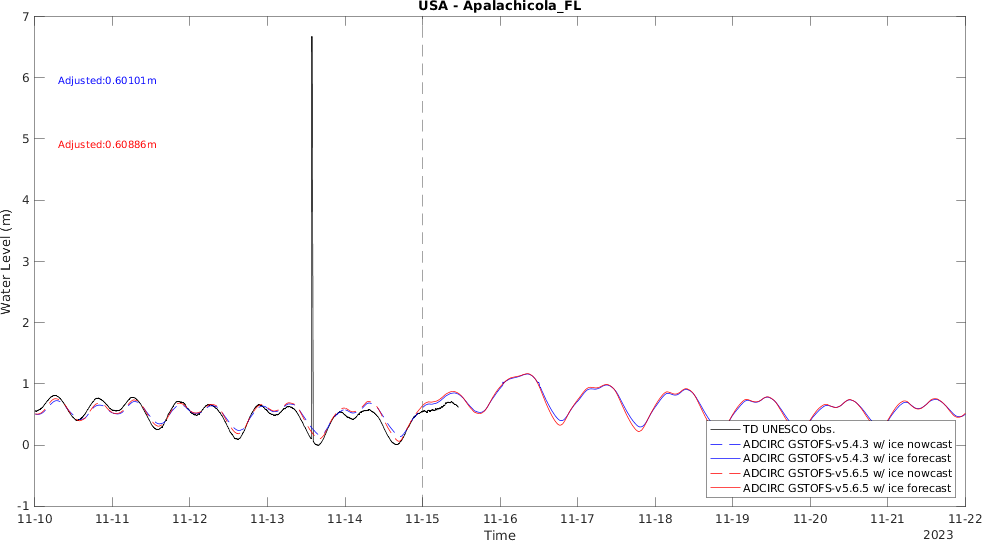 USA - Apalachicola_FL
7
6
5
4
3
2
1
0
-1
Water Level (m)
Adjusted:0.60101m
Adjusted:0.60886m
TD UNESCO Obs.
ADCIRC GSTOFS-v5.4.3 w/ ice nowcast
ADCIRC GSTOFS-v5.4.3 w/ ice forecast
ADCIRC GSTOFS-v5.6.5 w/ ice nowcast
ADCIRC GSTOFS-v5.6.5 w/ ice forecast
11-10 11-11 11-12 11-13 11-14 11-15 11-16 11-17 11-18 11-19 11-20 11-21 11-22
Time
2023